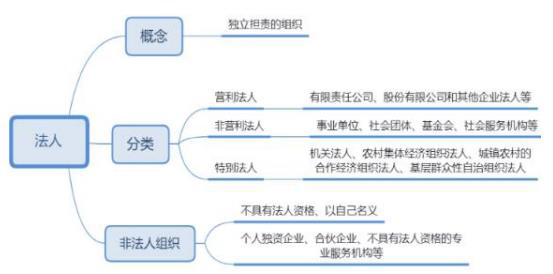 独立担责的组织
概念
营利法人
有限责任公司、股份有限公司和其他企业法人等
非营利法人
事业单位、社会团体、基金会、社会服务机构等
法人
分类
特别法人
机关法人、农村集体经济组织法人、城镇农村的
合作经济组织法人、基层群众性自治组织法人
不具有法人资格、以自己名义
非法人组织
个人独资企业、合伙企业、不具有法人资格的专
业服务机构等